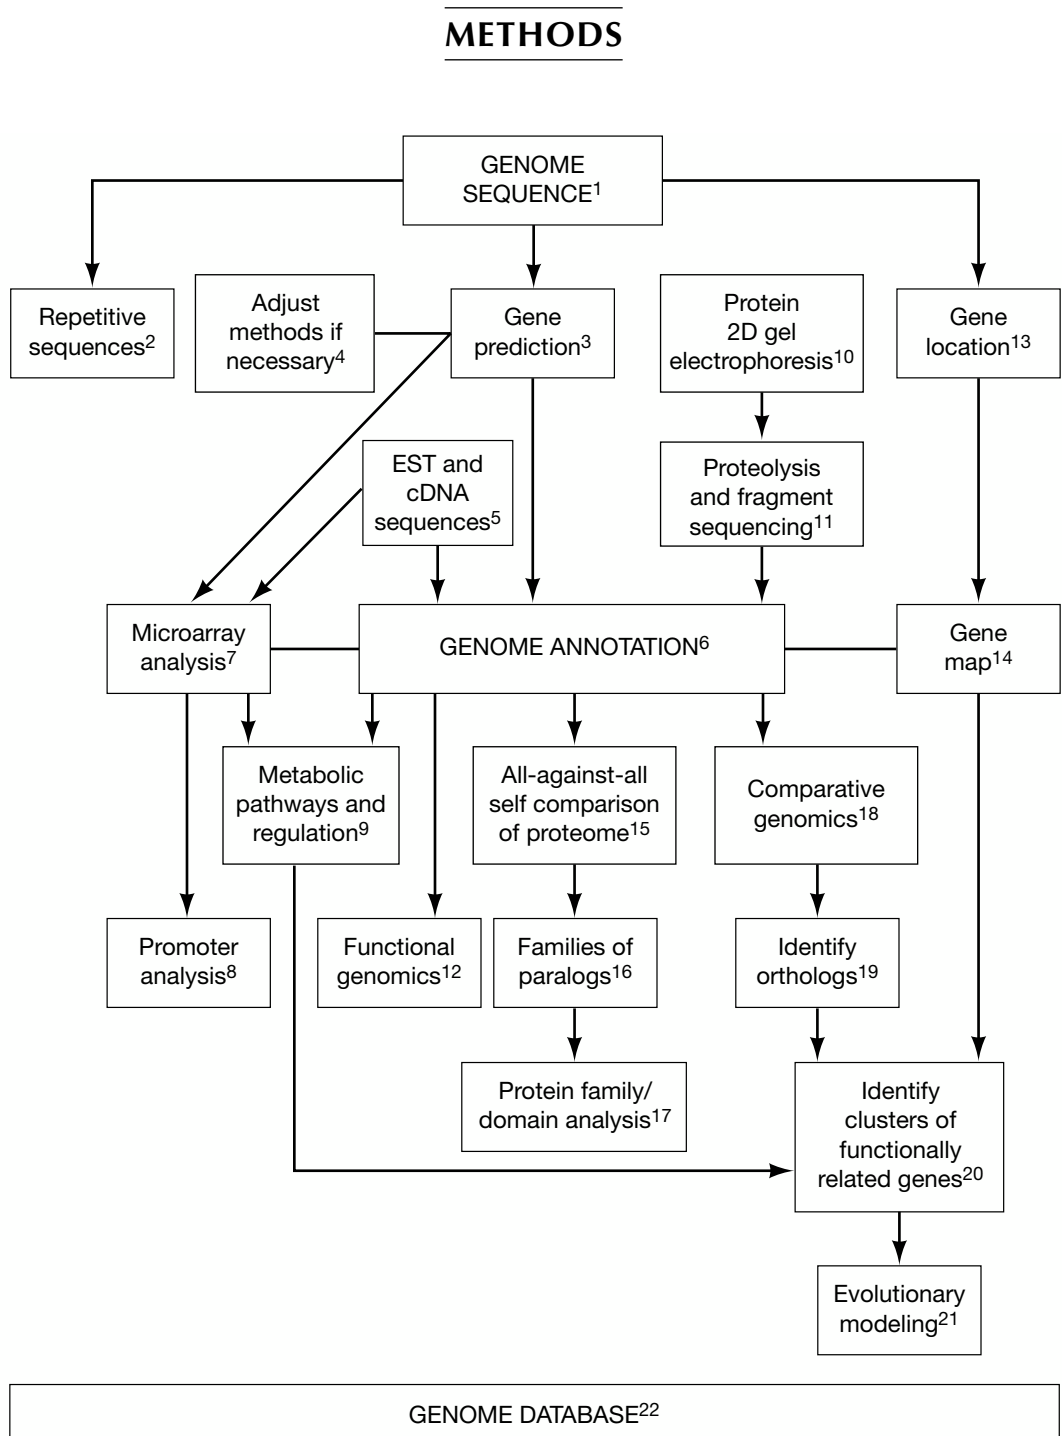 METHODS
GENOME
SEQUENCE1
Repetitive
sequences2
Adjust
methods if
necessary4
Gene
prediction3
Protein
2D gel
electrophoresis10
Gene
location13
EST and
cDNA
sequences5
Proteolysis
and fragment
sequencing11
Microarray
analysis7
GENOME ANNOTATION6
Gene
map14
Metabolic
pathways and
regulation9
All-against-all
self comparison
of proteome15
Comparative
genomics18
Promoter
analysis8
Functional
genomics12
Families of
paralogs16
Identify
orthologs19
Protein family/
domain analysis17
Identify
clusters of
functionally
related genes20
Evolutionary
modeling21
GENOME DATABASE22